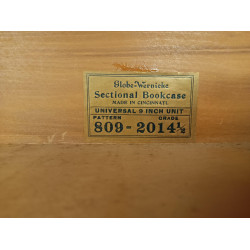 Globe-Wernicke
Sectional Bookcase
MADE IN CINCINNATI
UNIVERSAL 9 INCH UNIT
PATTERN GRADE
809 - 2014½